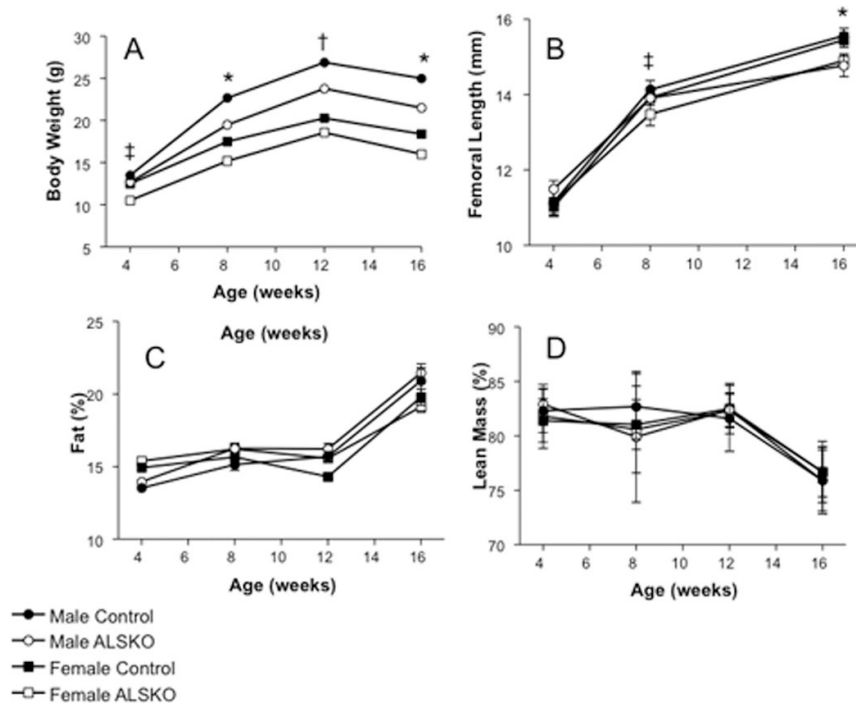 A
Body Weight (g)
30
25
20
15
10
5
‡
*
†
*
4 6 8 10 12 14 16
Age (weeks)
B
Femoral Length (mm)
16
14
12
10
‡
*
4 6 8 10 12 14 16
Age (weeks)
Age (weeks)
C
Fat (%)
25
20
15
10
4 6 8 10 12 14 16
Age (weeks)
D
Lean Mass (%)
90
85
80
75
70
4 6 8 10 12 14 16
Age (weeks)
Male Control
Male ALSKO
Female Control
Female ALSKO